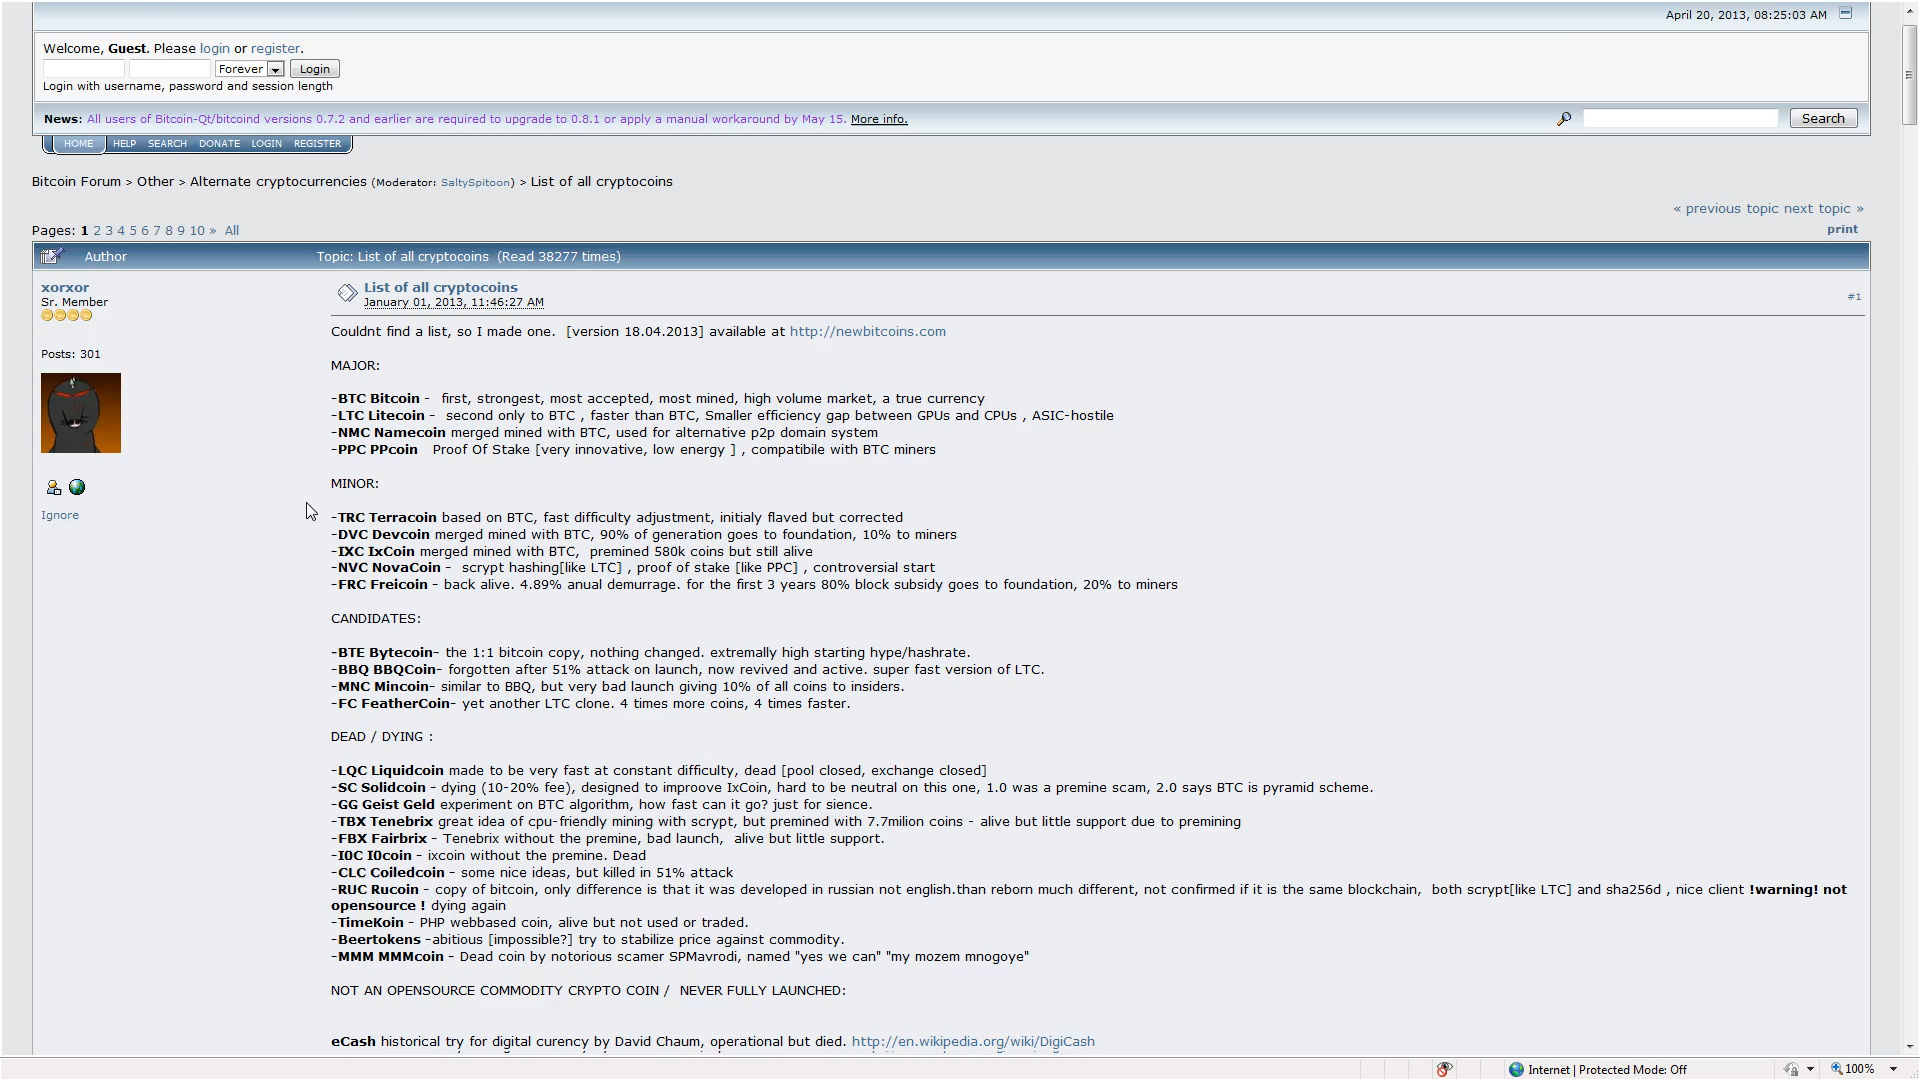 April 20, 2013, 08:25:03 AM
Welcome, Guest. Please login or register.
Forever Login
Login with username, password and session length
News: All users of Bitcoin-Qt/bitcoind versions 0.7.2 and earlier are required to upgrade to 0.8.1 or apply a manual workaround by May 15. More info.
Search
HOME HELP SEARCH DONATE LOGIN REGISTER
Bitcoin Forum > Other > Alternate cryptocurrencies (Moderator: SaltySpitoon) > List of all cryptocoins
« previous topic next topic »
Pages: 1 2 3 4 5 6 7 8 9 10 » All
print
Author Topic: List of all cryptocoins (Read 38277 times)
xorxor
Sr. Member
Posts: 301
Ignore
List of all cryptocoins
January 01, 2013, 11:46:27 AM
#1
Couldnt find a list, so I made one. [version 18.04.2013] available at http://newbitcoins.com
MAJOR:
-BTC Bitcoin - first, strongest, most accepted, most mined, high volume market, a true currency
-LTC Litecoin - second only to BTC , faster than BTC, Smaller efficiency gap between GPUs and CPUs , ASIC-hostile
-NMC Namecoin merged mined with BTC, used for alternative p2p domain system
-PPC PPcoin Proof Of Stake [very innovative, low energy ] , compatibile with BTC miners
MINOR:
-TRC Terracoin based on BTC, fast difficulty adjustment, initialy flaved but corrected
-DVC Devcoin merged mined with BTC, 90% of generation goes to foundation, 10% to miners
-IXC IxCoin merged mined with BTC, premined 580k coins but still alive
-NVC NovaCoin - scrypt hashing[like LTC] , proof of stake [like PPC] , controversial start
-FRC Freicoin - back alive. 4.89% anual demurrage. for the first 3 years 80% block subsidy goes to foundation, 20% to miners
CANDIDATES:
-BTE Bytecoin- the 1:1 bitcoin copy, nothing changed. extremally high starting hype/hashrate.
-BBQ BBQCoin- forgotten after 51% attack on launch, now revived and active. super fast version of LTC.
-MNC Mincoin- similar to BBQ, but very bad launch giving 10% of all coins to insiders.
-FC FeatherCoin- yet another LTC clone. 4 times more coins, 4 times faster.
DEAD / DYING :
-LQC Liquidcoin made to be very fast at constant difficulty, dead [pool closed, exchange closed]
-SC Solidcoin - dying (10-20% fee), designed to improove IxCoin, hard to be neutral on this one, 1.0 was a premine scam, 2.0 says BTC is pyramid scheme.
-GG Geist Geld experiment on BTC algorithm, how fast can it go? just for sience.
-TBX Tenebrix great idea of cpu-friendly mining with scrypt, but premined with 7.7milion coins - alive but little support due to premining
-FBX Fairbrix - Tenebrix without the premine, bad launch, alive but little support.
-I0C I0coin - ixcoin without the premine. Dead
-CLC Coiledcoin - some nice ideas, but killed in 51% attack
-RUC Rucoin - copy of bitcoin, only difference is that it was developed in russian not english.than reborn much different, not confirmed if it is the same blockchain, both scrypt[like LTC] and sha256d , nice client !warning! not
opensource ! dying again
-TimeKoin - PHP webbased coin, alive but not used or traded.
-Beertokens -abitious [impossible?] try to stabilize price against commodity.
-MMM MMMcoin - Dead coin by notorious scamer SPMavrodi, named "yes we can" "my mozem mnogoye"
NOT AN OPENSOURCE COMMODITY CRYPTO COIN / NEVER FULLY LAUNCHED:
eCash historical try for digital curency by David Chaum, operational but died. http://en.wikipedia.org/wiki/DigiCash
Internet | Protected Mode: Off
100%